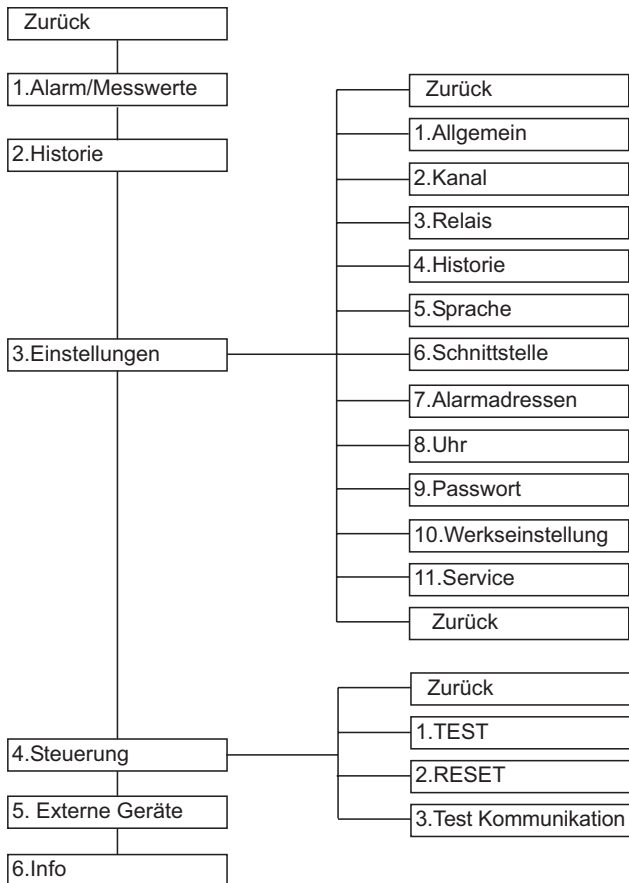 Zurück
1.Alarm/Messwerte
2.Historie
3.Einstellungen
Zurück
1.Allgemein
2.Kanal
3.Relais
4.Historie
5.Sprache
6.Schnittstelle
7.Alarmadressen
8.Uhr
9.Passwort
10.Werkseinstellung
11.Service
Zurück
4.Steuerung
Zurück
1.TEST
2.RESET
3.Test Kommunikation
5. Externe Geräte
6.Info